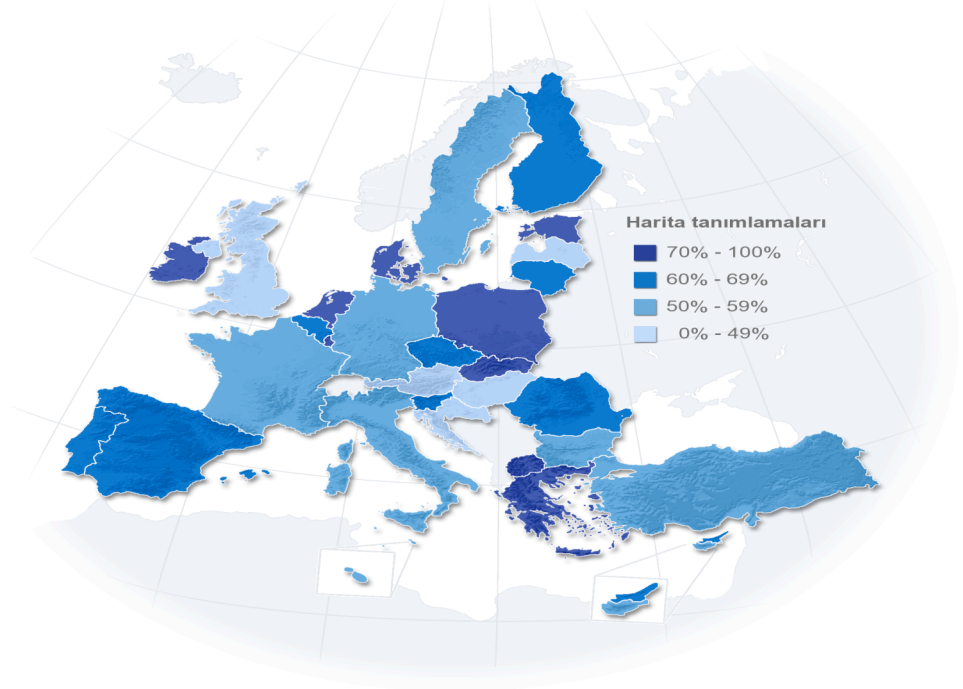 Harita tanımlamaları
70% - 100%
60% - 69%
50% - 59%
0% - 49%